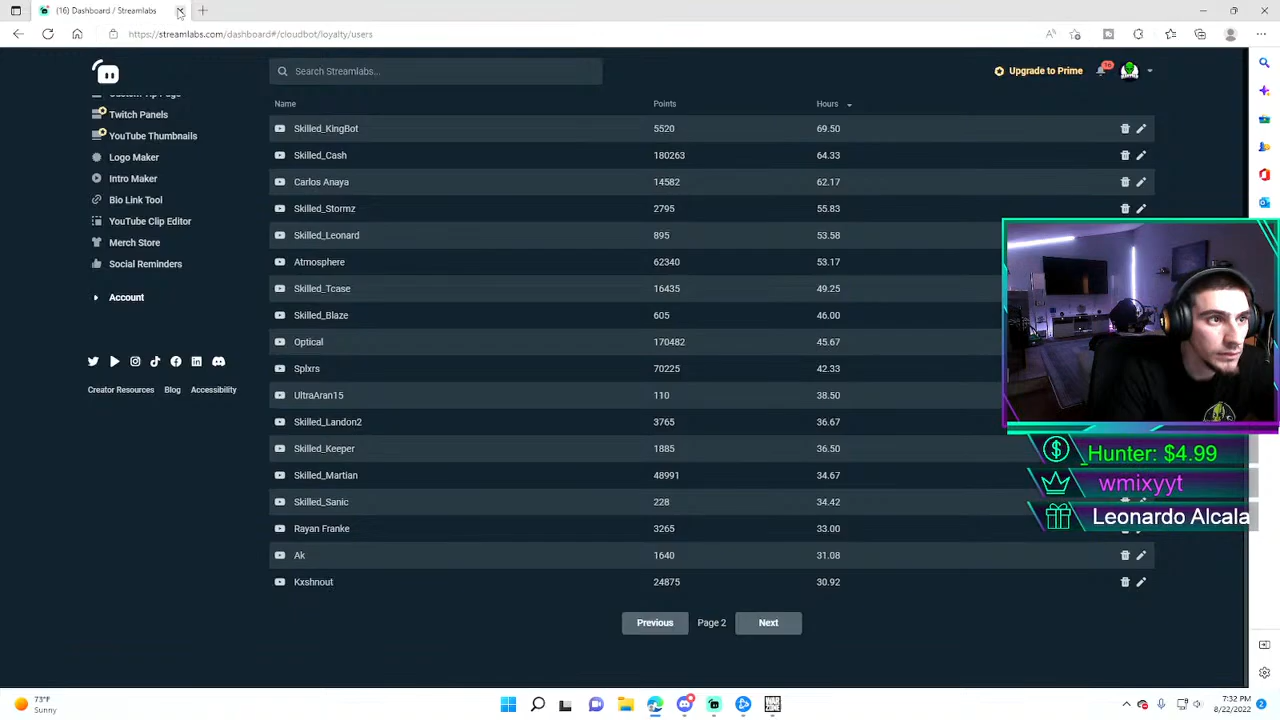 (16) Dashboard / Streamlabs
https://streamlabs.com/dashboard#/cloudbot/loyalty/users
Search Streamlabs...
Upgrade to Prime
16
Twitch Panels
YouTube Thumbnails
Logo Maker
Intro Maker
Bio Link Tool
YouTube Clip Editor
Merch Store
Social Reminders
Account
Creator Resources Blog Accessibility
Name Points Hours
Skilled_KIngBot 5520 69.50
Skilled_Cash 180263 64.33
Carlos Anaya 14582 62.17
Skilled_Stormz 2795 55.83
Skilled_Leonard 895 53.58
Atmosphere 62340 53.17
Skilled_Tcase 16435 49.25
Skilled_Blaze 605 46.00
Optical 170482 45.67
Splxrs 70225 42.33
UltraAran15 110 38.50
Skilled_Landon2 3765 36.67
Skilled_Keeper 1885 36.50
Skilled_Martian 48991 34.67
Skilled_Sanic 228 34.42
Rayan Franke 3265 33.00
Ak 1640 31.08
Kxshnout 24875 30.92
Previous Page 2 Next
Hunter: $4.99
wmixyyt
Leonardo Alcala
73°F
Sunny
7:32 PM
8/22/2022
2